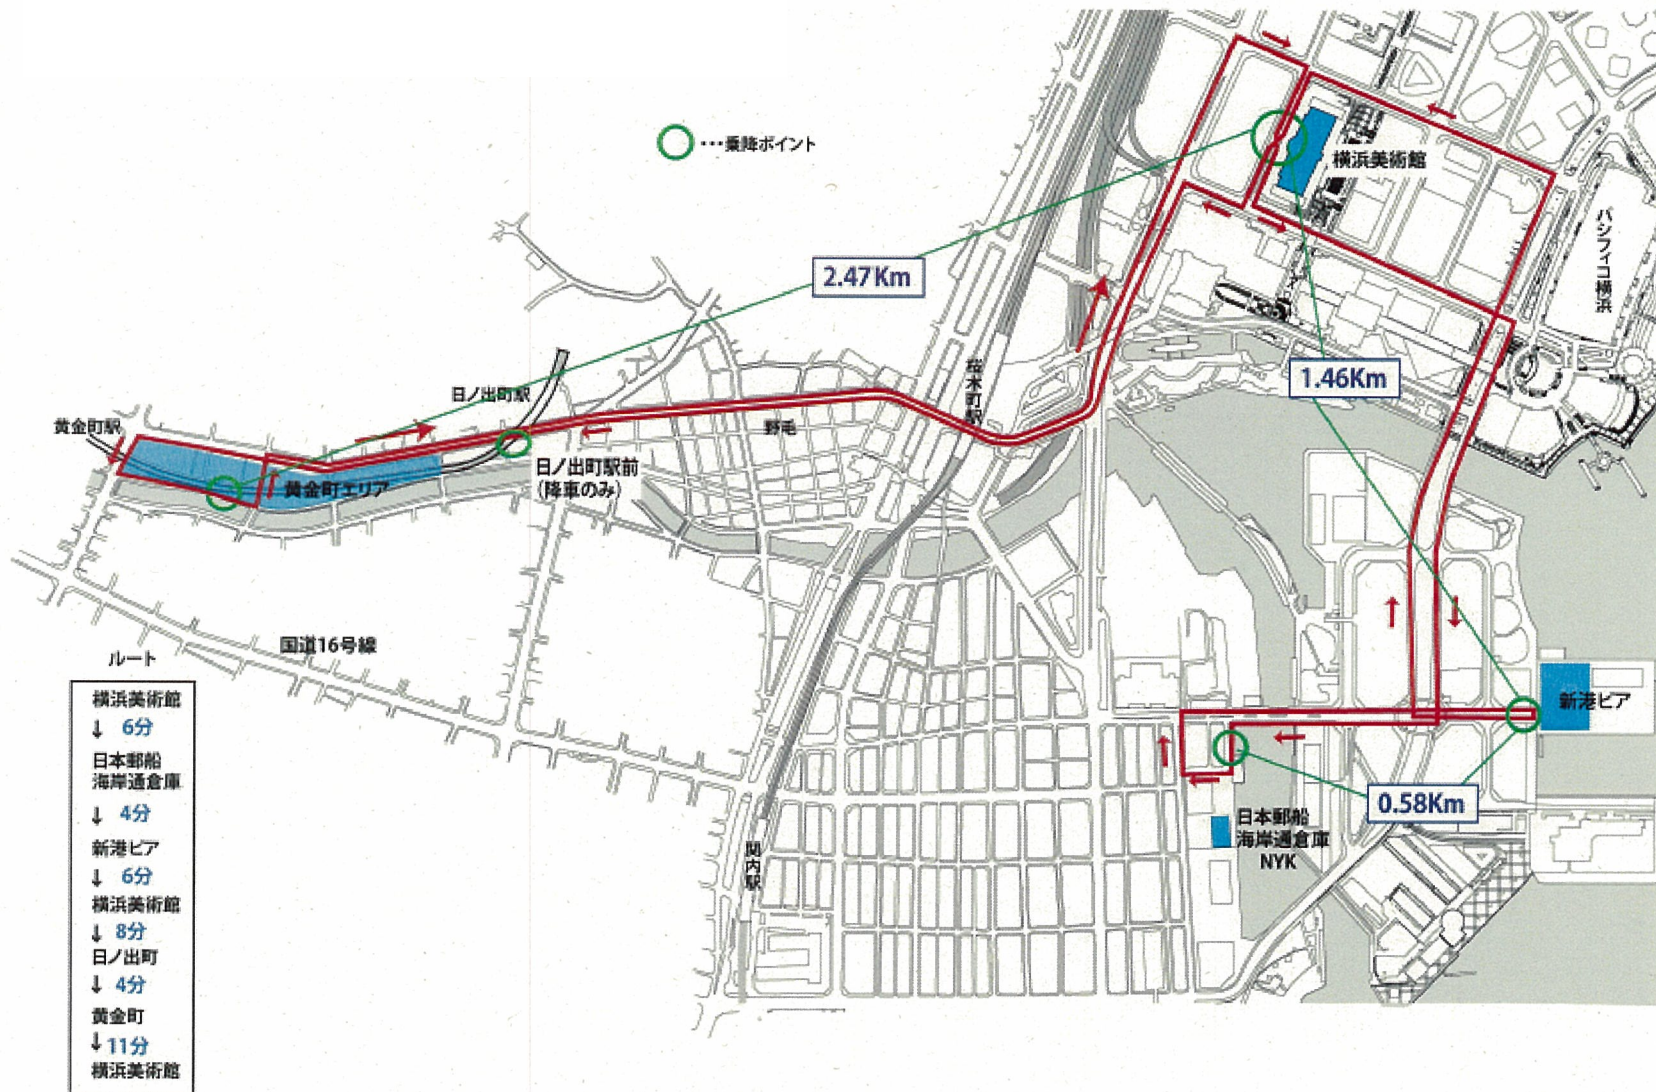 …乗降ポイント
横浜美術館
パシフィコ横浜
2.47Km
桜木町駅
1.46Km
日ノ出町駅
黄金町駅
野毛
日ノ出町駅前
（降車のみ）
黄金町エリア
国道16号線
新港ピア
0.58Km
日本郵船
海岸通倉庫
NYK
関内駅
ルート
横浜美術館
↓ 6分
日本郵船
海岸通倉庫
↓ 4分
新港ピア
↓ 6分
横浜美術館
↓ 8分
日ノ出町
↓ 4分
黄金町
↓ 11分
横浜美術館